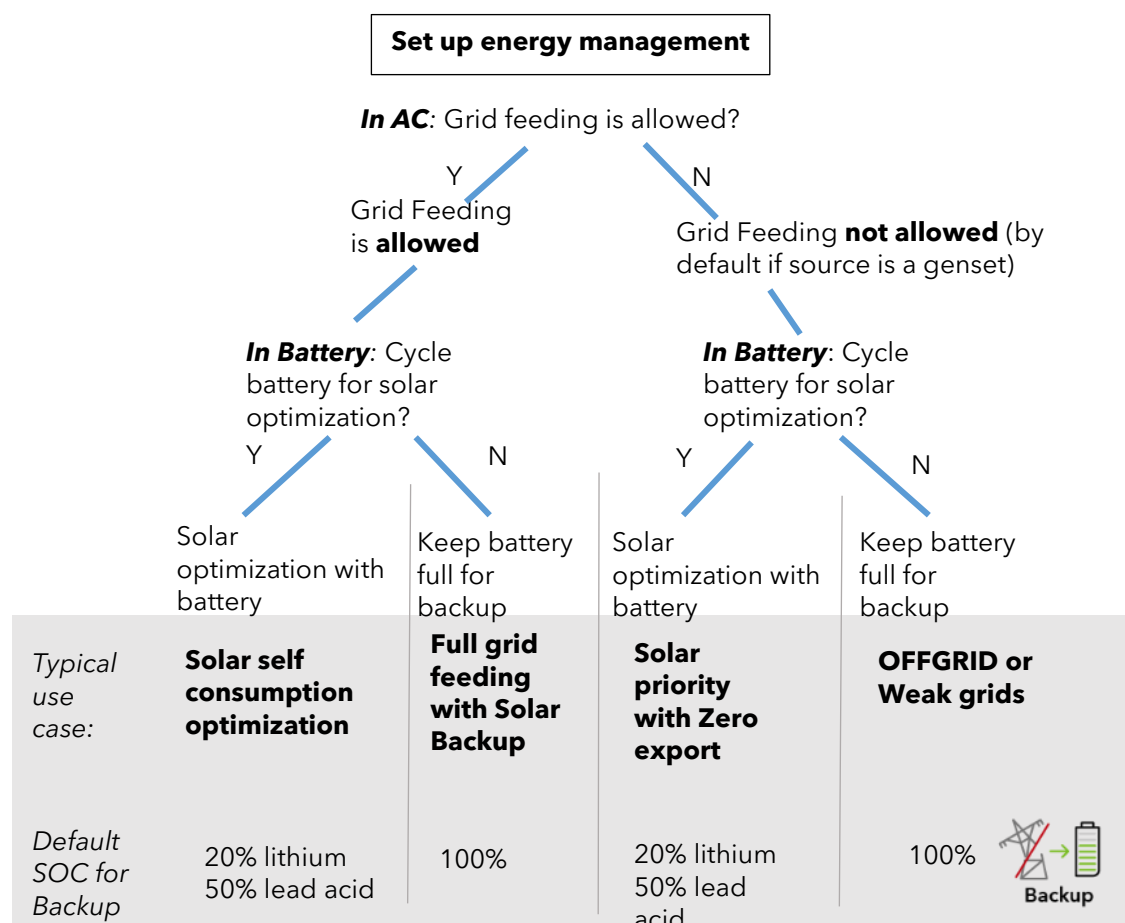 Set up energy management
In AC: Grid feeding is allowed?
Y
N
Grid Feeding
is allowed
Grid Feeding not allowed (by
default if source is a genset)
In Battery: Cycle
battery for solar
optimization?
In Battery: Cycle
battery for solar
optimization?
Y
N
Y
N
Solar
optimization with
battery
Keep battery
full for
backup
Solar
optimization with
battery
Keep battery
full for
backup
Typical
use
case:
Solar self
consumption
optimization
Full grid
feeding
with Solar
Backup
Solar
priority
with Zero
export
OFFGRID or
Weak grids
Default
SOC for
Backup
20% lithium
50% lead acid
100%
20% lithium
50% lead
acid
100%
Backup